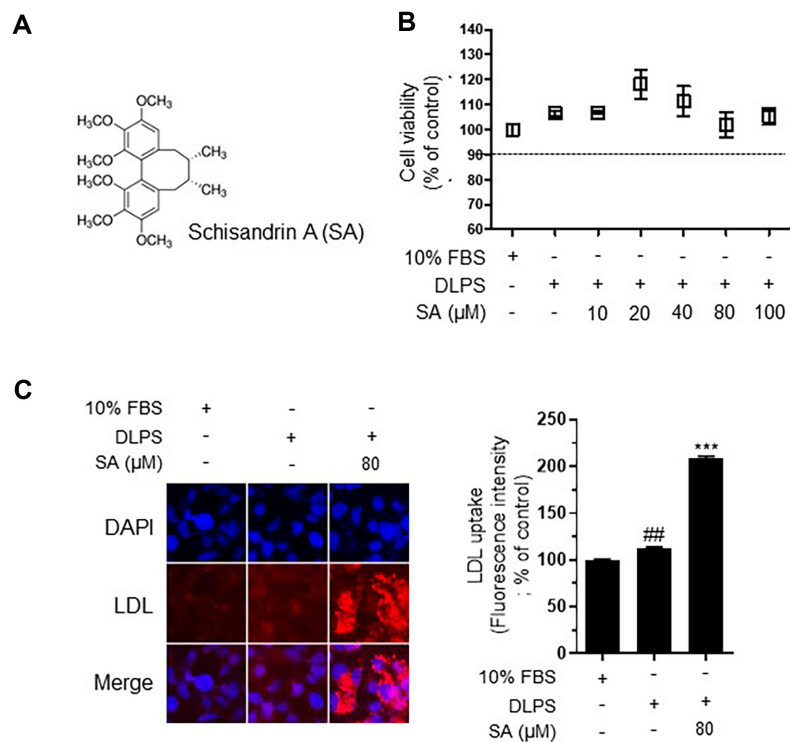 A
OCH₃
H₃CO
H₃CO
H₃CO
CH₃
H₃CO
CH₃
H₃CO
H₃CO
OCH₃
Schisandrin A (SA)
B
Cell viability
(% of control)
140
130
120
110
100
90
80
70
60
10% FBS + - - - - - -
DLPS - + + + + + +
SA (µM) - - 10 20 40 80 100
C
10% FBS + - -
DLPS - + +
SA (µM) - - 80
DAPI
LDL
Merge
LDL uptake
(Fluorescence intensity
; % of control)
250
200
150
100
50
0
##
***
10% FBS + - -
DLPS - + +
SA (µM) - - 80